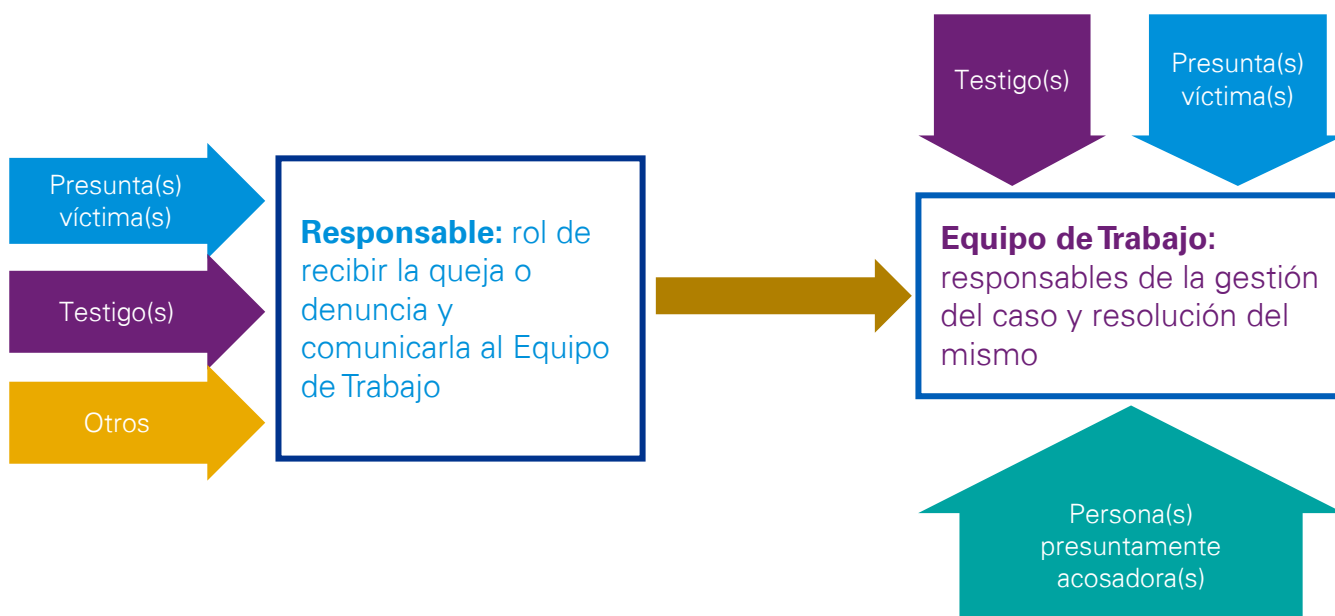 Presunta(s)
víctima(s)
Testigo(s)
Otros
Responsable: rol de
recibir la queja o
denuncia y
comunicarla al Equipo
de Trabajo
Testigo(s)
Presunta(s)
víctima(s)
Equipo de Trabajo:
responsables de la gestión
del caso y resolución del
mismo
Persona(s)
presuntamente
acosadora(s)